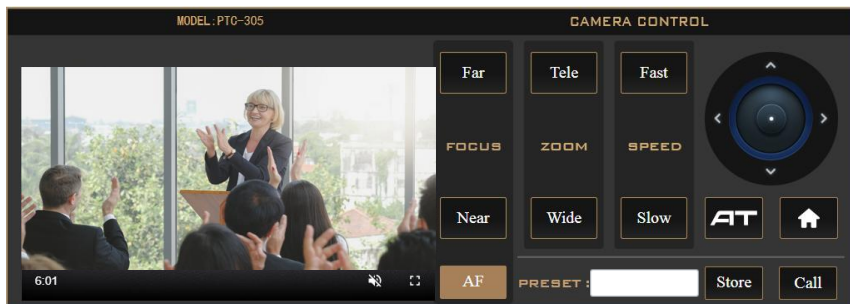 MODEL:PTC-305
CAMERA CONTROL
Far
Tele
Fast
FOCUS
ZOOM
SPEED
Near
Wide
Slow
AT
6:01
AF
PRESET :
Store
Call